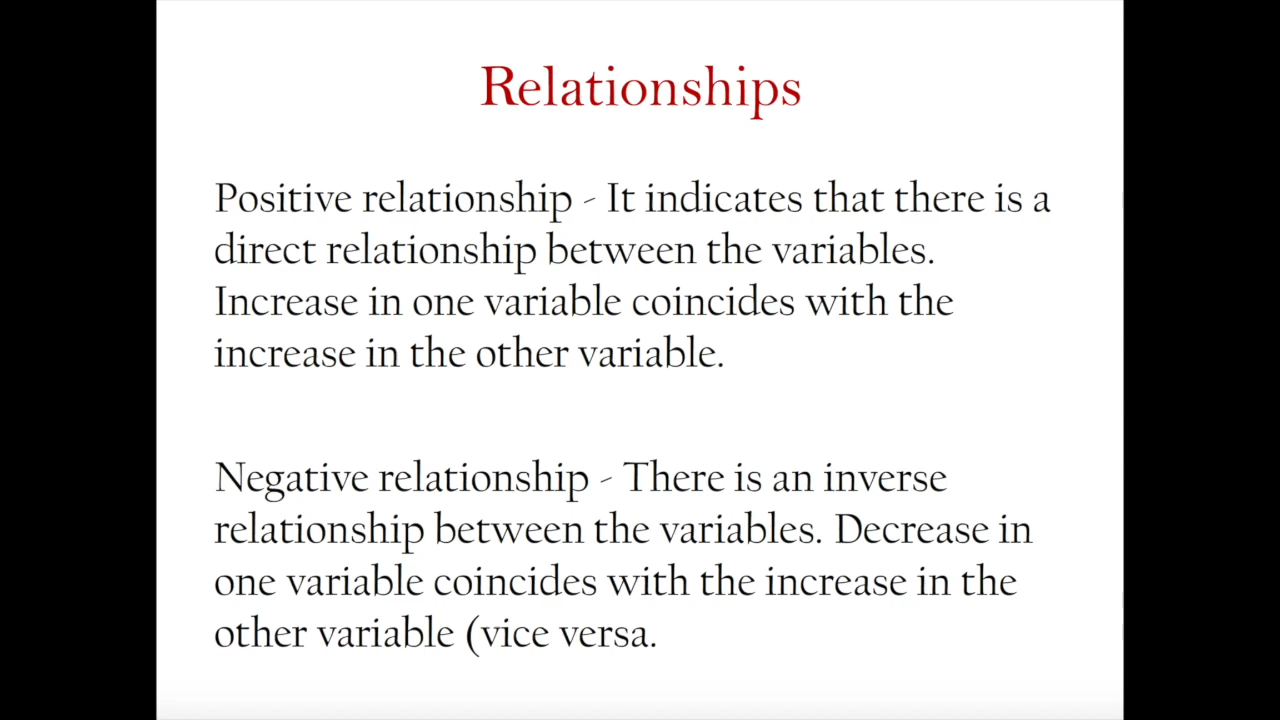 Relationships
Positive relationship - It indicates that there is a
direct relationship between the variables.
Increase in one variable coincides with the
increase in the other variable.
Negative relationship - There is an inverse
relationship between the variables. Decrease in
one variable coincides with the increase in the
other variable (vice versa.